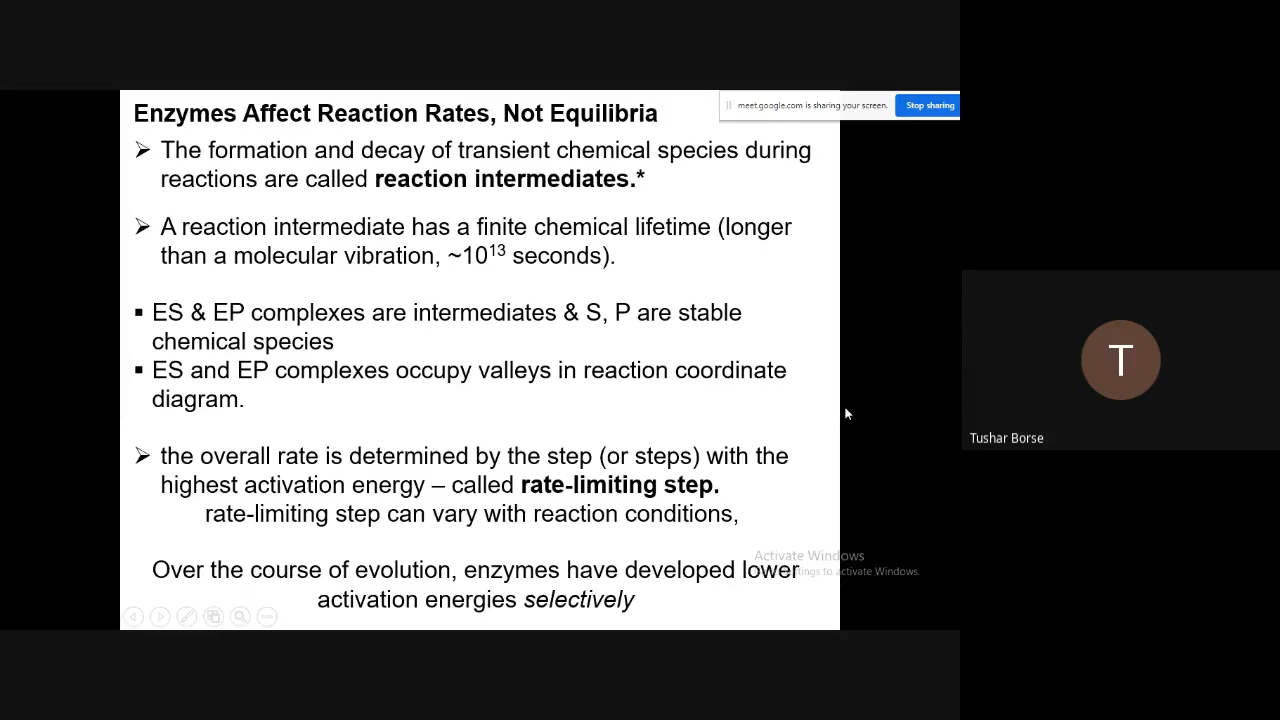 Enzymes Affect Reaction Rates, Not Equilibria
meet.google.com is sharing your screen.
Stop sharing
➢ The formation and decay of transient chemical species during
reactions are called reaction intermediates.*
➢ A reaction intermediate has a finite chemical lifetime (longer
than a molecular vibration, ~10¹³ seconds).
▪ ES & EP complexes are intermediates & S, P are stable
chemical species
▪ ES and EP complexes occupy valleys in reaction coordinate
diagram.
➢ the overall rate is determined by the step (or steps) with the
highest activation energy – called rate-limiting step.
rate-limiting step can vary with reaction conditions,
Over the course of evolution, enzymes have developed lower
activation energies selectively
Activate Windows
to activate Windows.
T
Tushar Borse